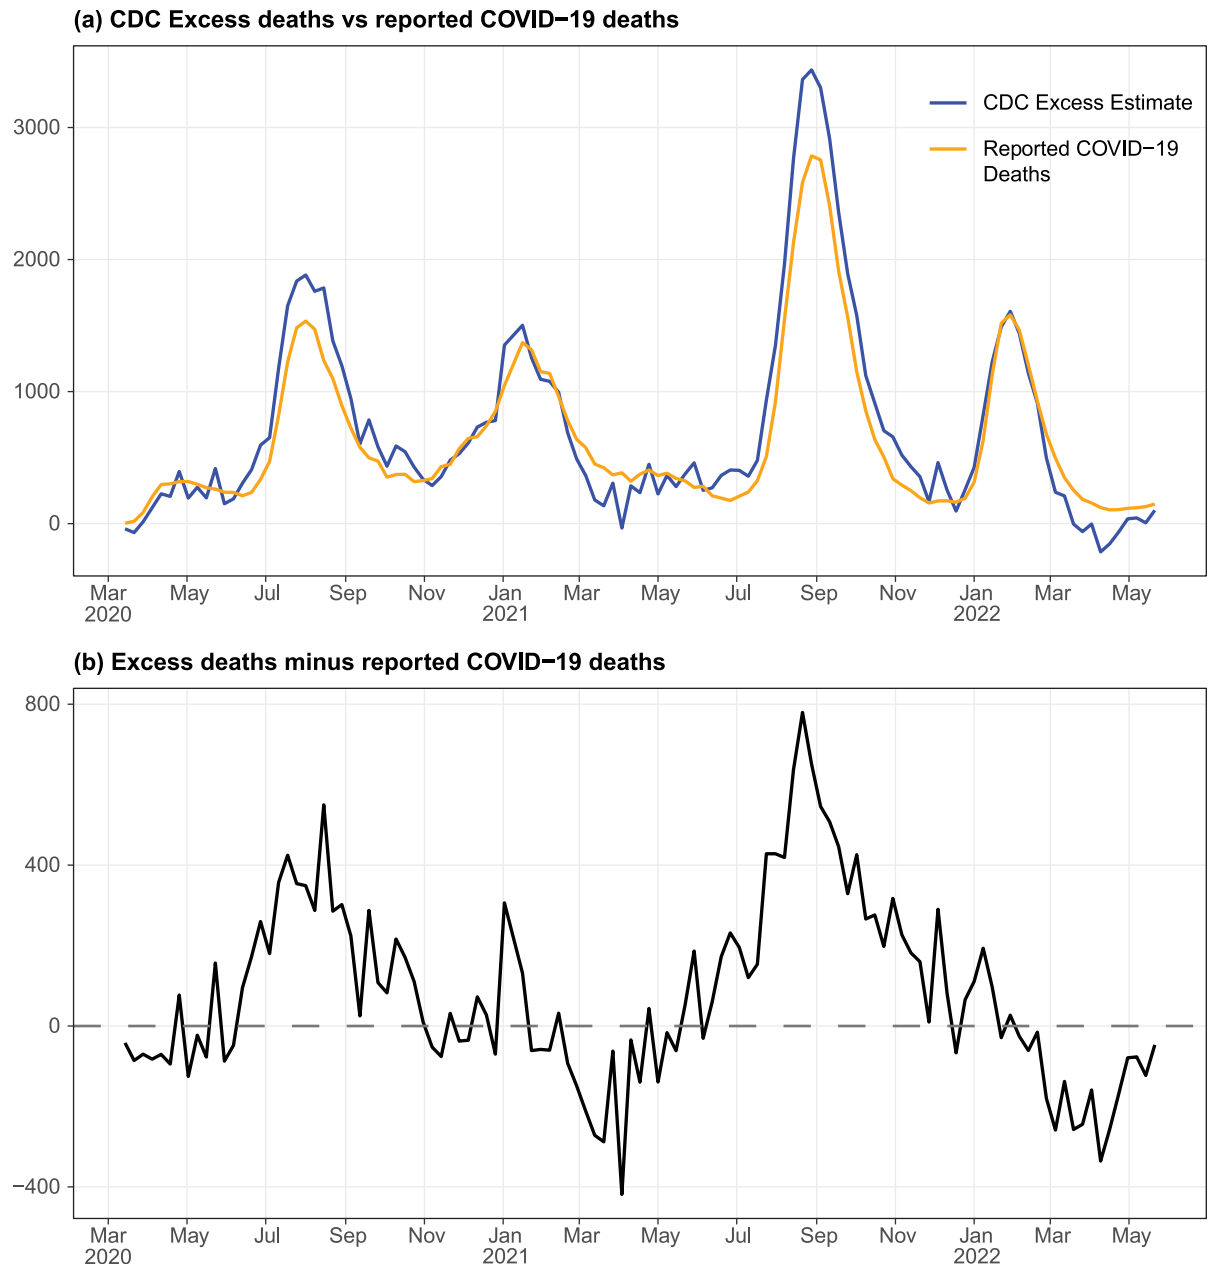 (a) CDC Excess deaths vs reported COVID−19 deaths
3000
2000
1000
0
CDC Excess Estimate
Reported COVID−19
Deaths
Mar May Jul Sep Nov Jan Mar May Jul Sep Nov Jan Mar May
2020 2021 2022
(b) Excess deaths minus reported COVID−19 deaths
800
400
0
−400
Mar May Jul Sep Nov Jan Mar May Jul Sep Nov Jan Mar May
2020 2021 2022